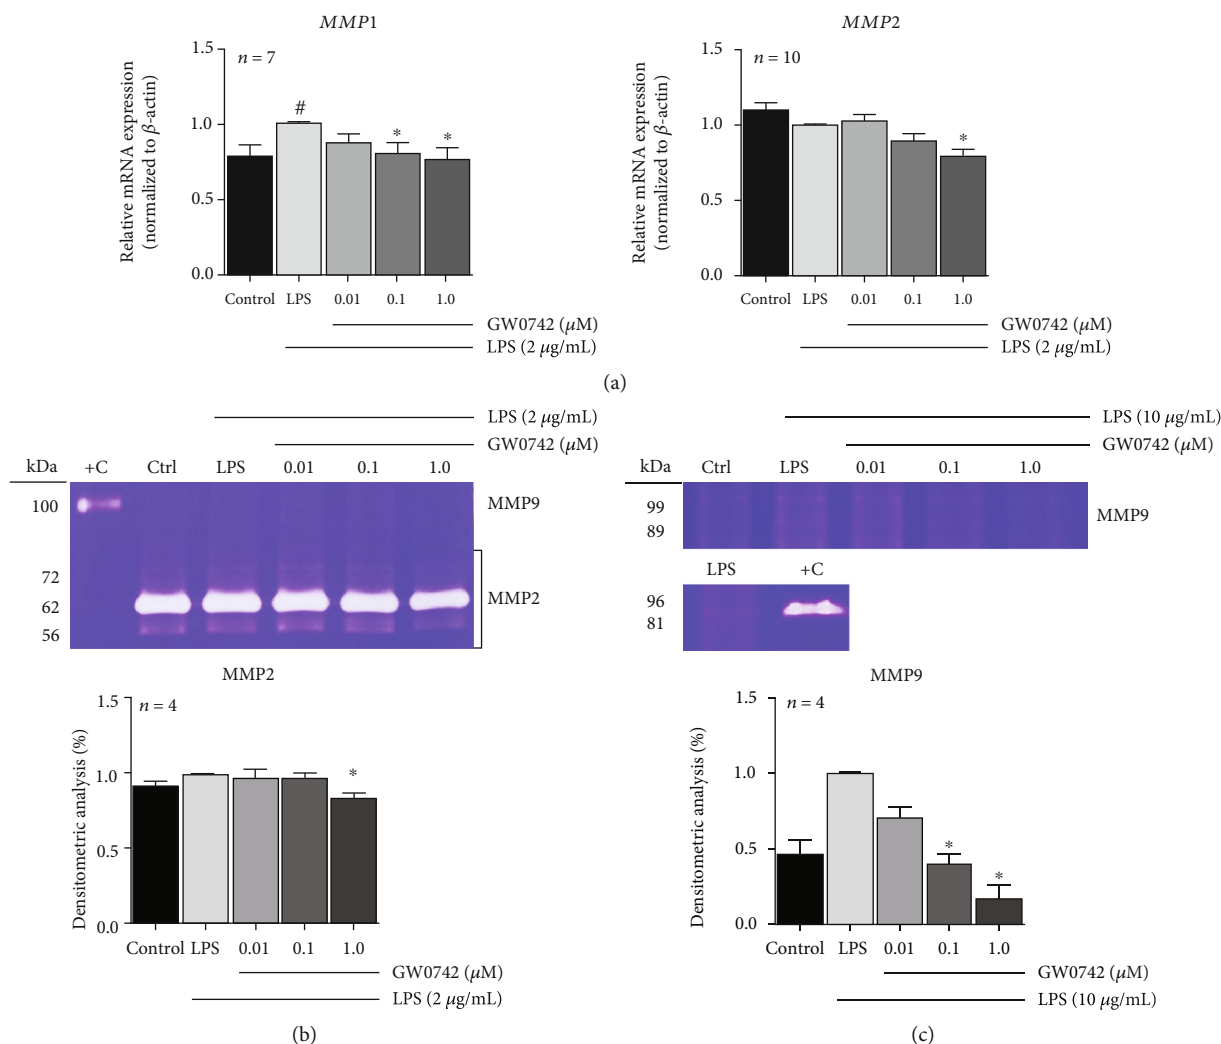 MMP1
n = 7
Relative mRNA expression
(normalized to β-actin)
1.5
1.0
0.5
0.0
#
*
*
Control LPS 0.01 0.1 1.0
GW0742 (μM)
LPS (2 μg/mL)
MMP2
n = 10
Relative mRNA expression
(normalized to β-actin)
1.5
1.0
0.5
0.0
*
Control LPS 0.01 0.1 1.0
GW0742 (μM)
LPS (2 μg/mL)
(a)
LPS (2 μg/mL)
GW0742 (μM)
kDa +C Ctrl LPS 0.01 0.1 1.0
100
MMP9
72
62
56
MMP2
MMP2
n = 4
Densitometric analysis (%)
1.5
1.0
0.5
0.0
*
Control LPS 0.01 0.1 1.0
GW0742 (μM)
LPS (2 μg/mL)
(b)
LPS (10 μg/mL)
GW0742 (μM)
kDa Ctrl LPS 0.01 0.1 1.0
99
89
MMP9
LPS +C
96
81
MMP9
n = 4
Densitometric analysis (%)
1.5
1.0
0.5
0.0
*
*
Control LPS 0.01 0.1 1.0
GW0742 (μM)
LPS (10 μg/mL)
(c)